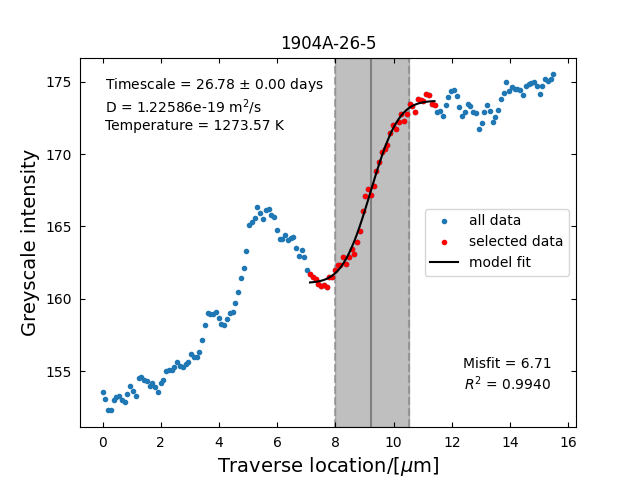 1904A-26-5
Timescale = 26.78 ± 0.00 days
D = 1.22586e-19 m²/s
Temperature = 1273.57 K
175
170
165
160
155
Greyscale intensity
all data
selected data
model fit
Misfit = 6.71
R² = 0.9940
0 2 4 6 8 10 12 14 16
Traverse location/[μm]